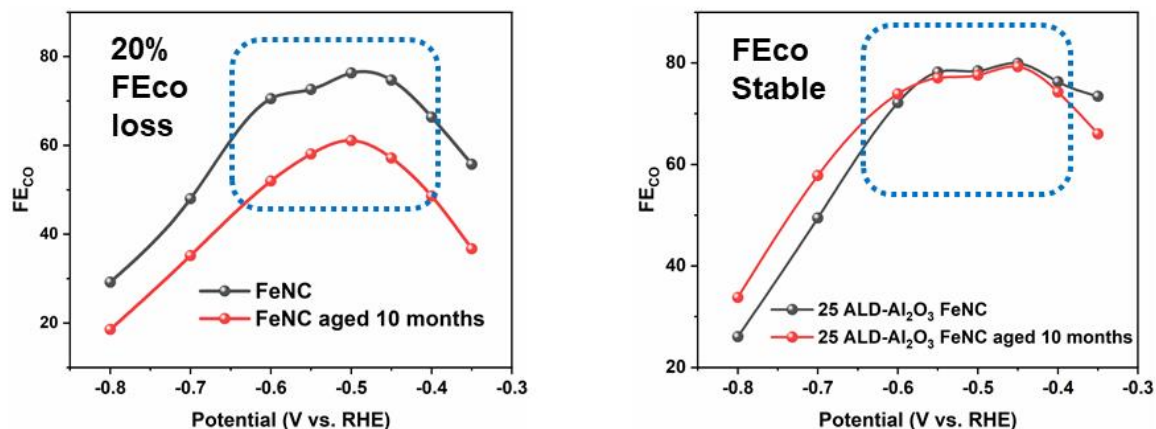 20%
FEco
loss
80
60
40
20
FE_CO
FeNC
FeNC aged 10 months
-0.8 -0.7 -0.6 -0.5 -0.4 -0.3
Potential (V vs. RHE)
FEco
Stable
80
60
40
20
FE_CO
25 ALD-Al₂O₃ FeNC
25 ALD-Al₂O₃ FeNC aged 10 months
-0.8 -0.7 -0.6 -0.5 -0.4 -0.3
Potential (V vs. RHE)